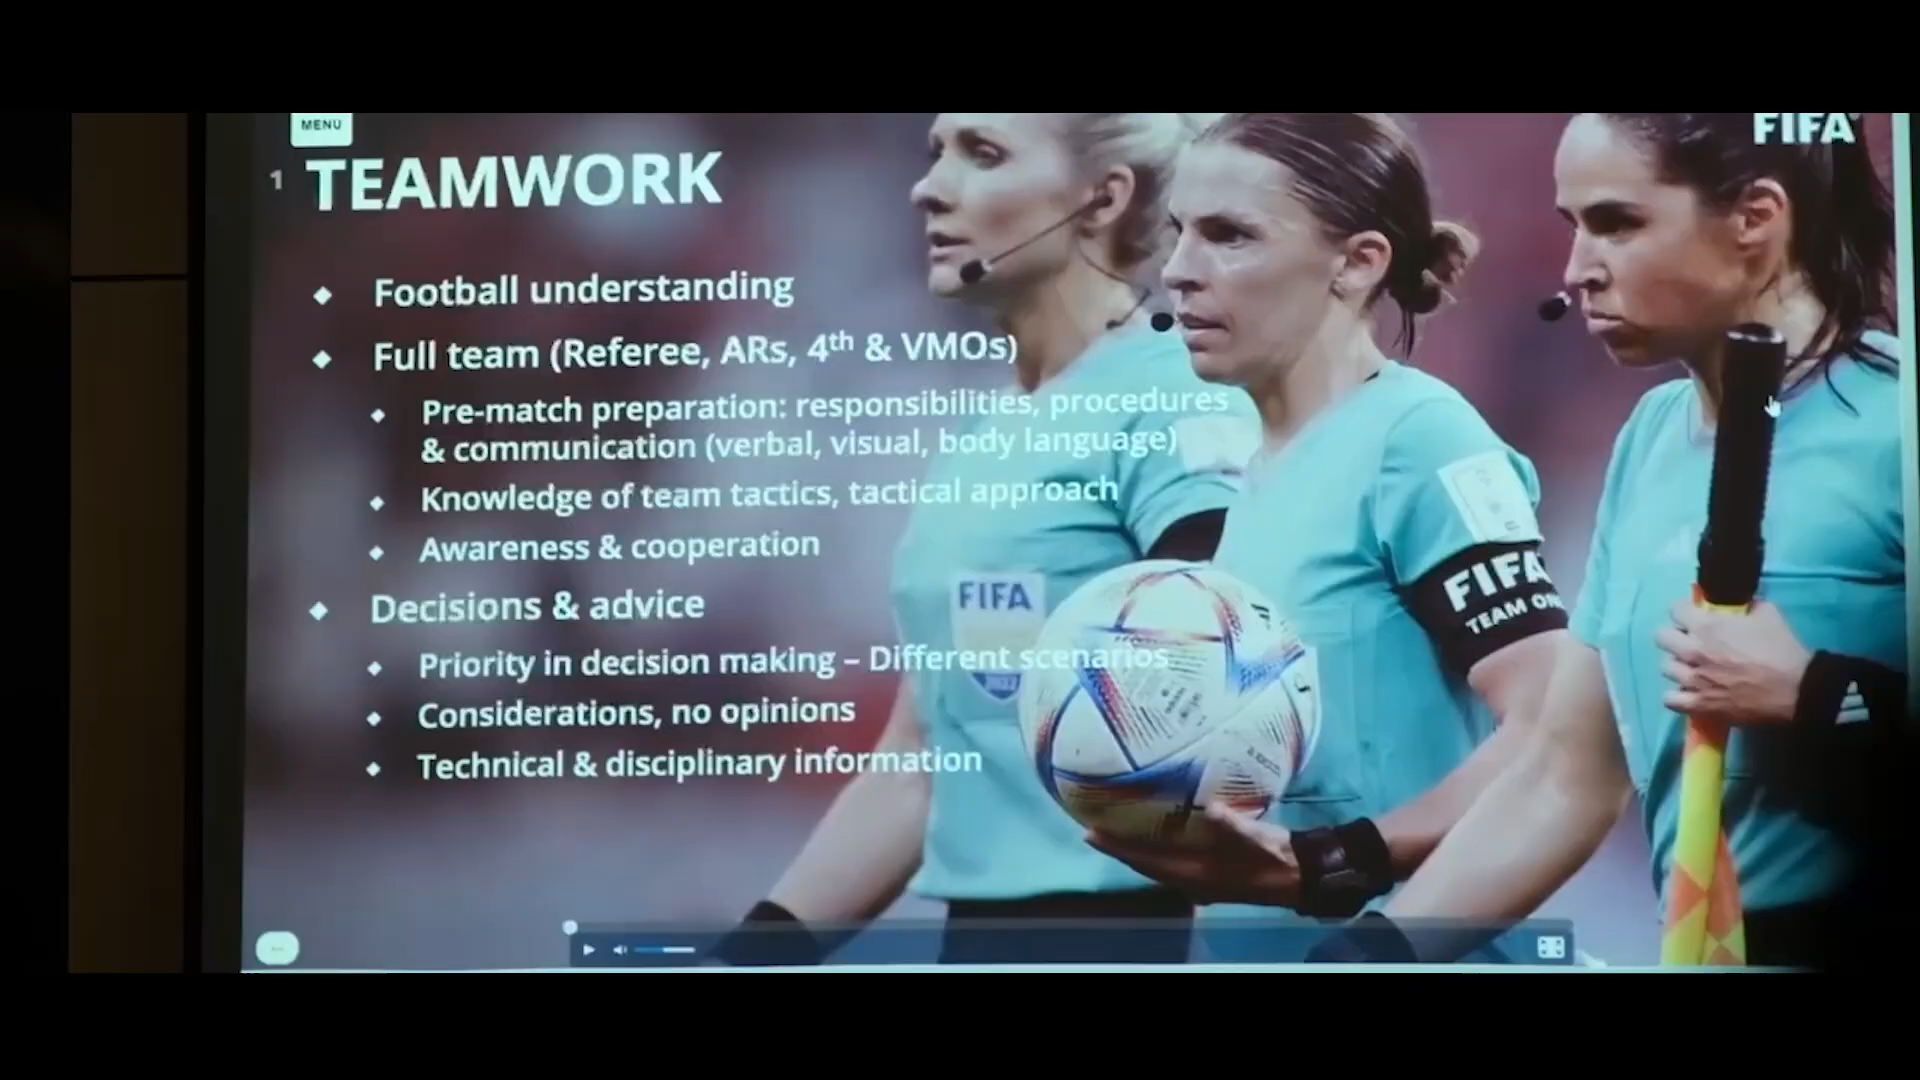 MENU
FIFA
1 TEAMWORK
Football understanding
Full team (Referee, ARs, 4th & VMOs)
Pre-match preparation: responsibilities, procedures
& communication (verbal, visual, body language)
Knowledge of team tactics, tactical approach
Awareness & cooperation
Decisions & advice
Priority in decision making – Different scenarios
Considerations, no opinions
Technical & disciplinary information
FIFA
2022
FIFA
TEAM